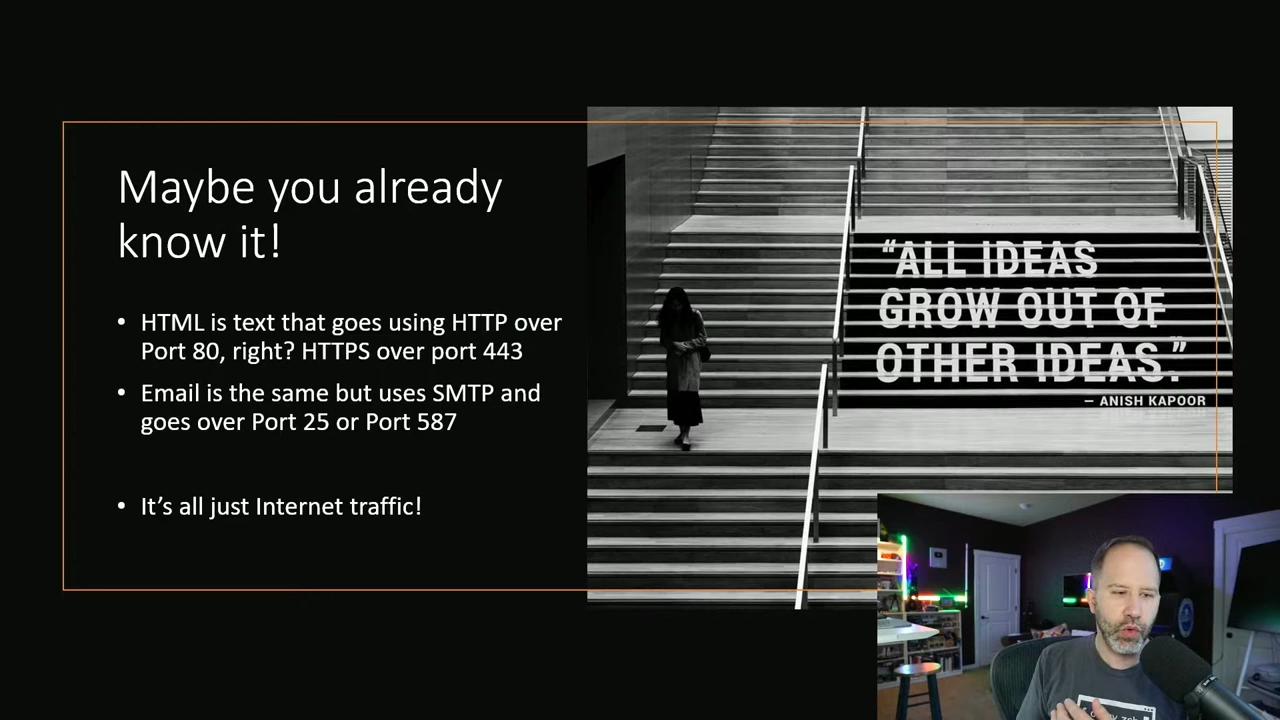 Maybe you already
know it!
• HTML is text that goes using HTTP over
Port 80, right? HTTPS over port 443
• Email is the same but uses SMTP and
goes over Port 25 or Port 587
• It’s all just Internet traffic!
“ALL IDEAS
GROW OUT OF
OTHER IDEAS.”
— ANISH KAPOOR